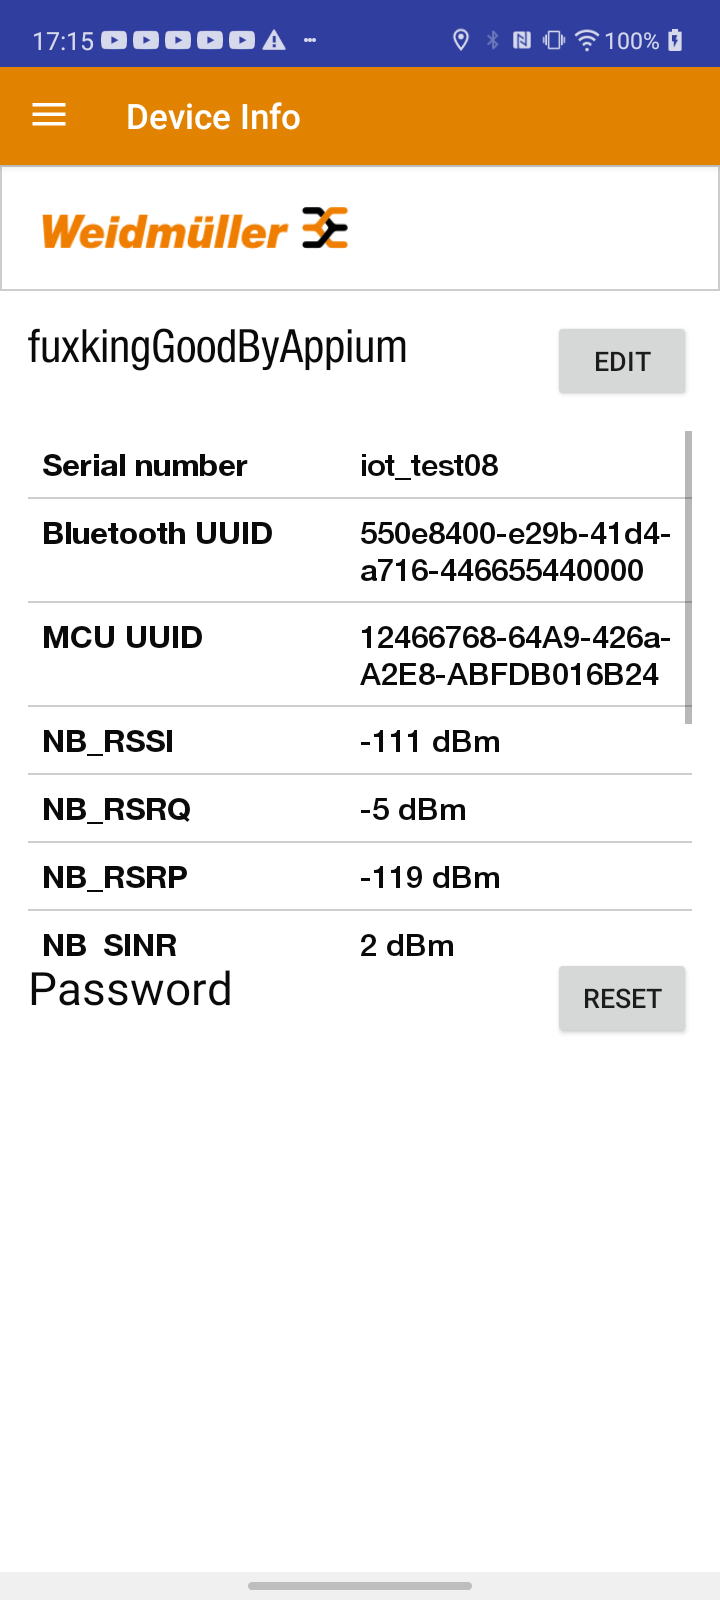 17:15 100%
Device Info
Weidmüller
fuxkingGoodByAppium
EDIT
Serial number iot_test08
Bluetooth UUID 550e8400-e29b-41d4-
a716-446655440000
MCU UUID 12466768-64A9-426a-
A2E8-ABFDB016B24
NB_RSSI -111 dBm
NB_RSRQ -5 dBm
NB_RSRP -119 dBm
NB_SINR 2 dBm
Password
RESET